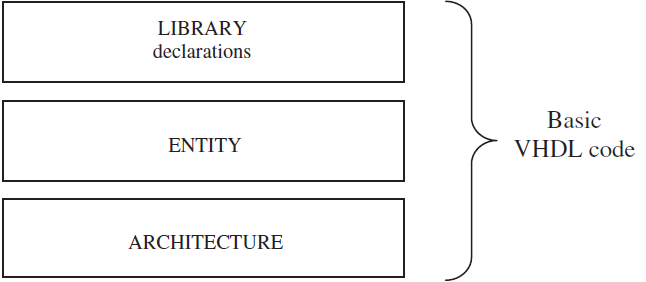 LIBRARY
declarations
ENTITY
ARCHITECTURE
Basic
VHDL code